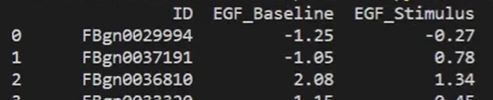 ID EGF_Baseline EGF_Stimulus
0 FBgn0029994 -1.25 -0.27
1 FBgn0037191 -1.05 0.78
2 FBgn0036810 2.08 1.34